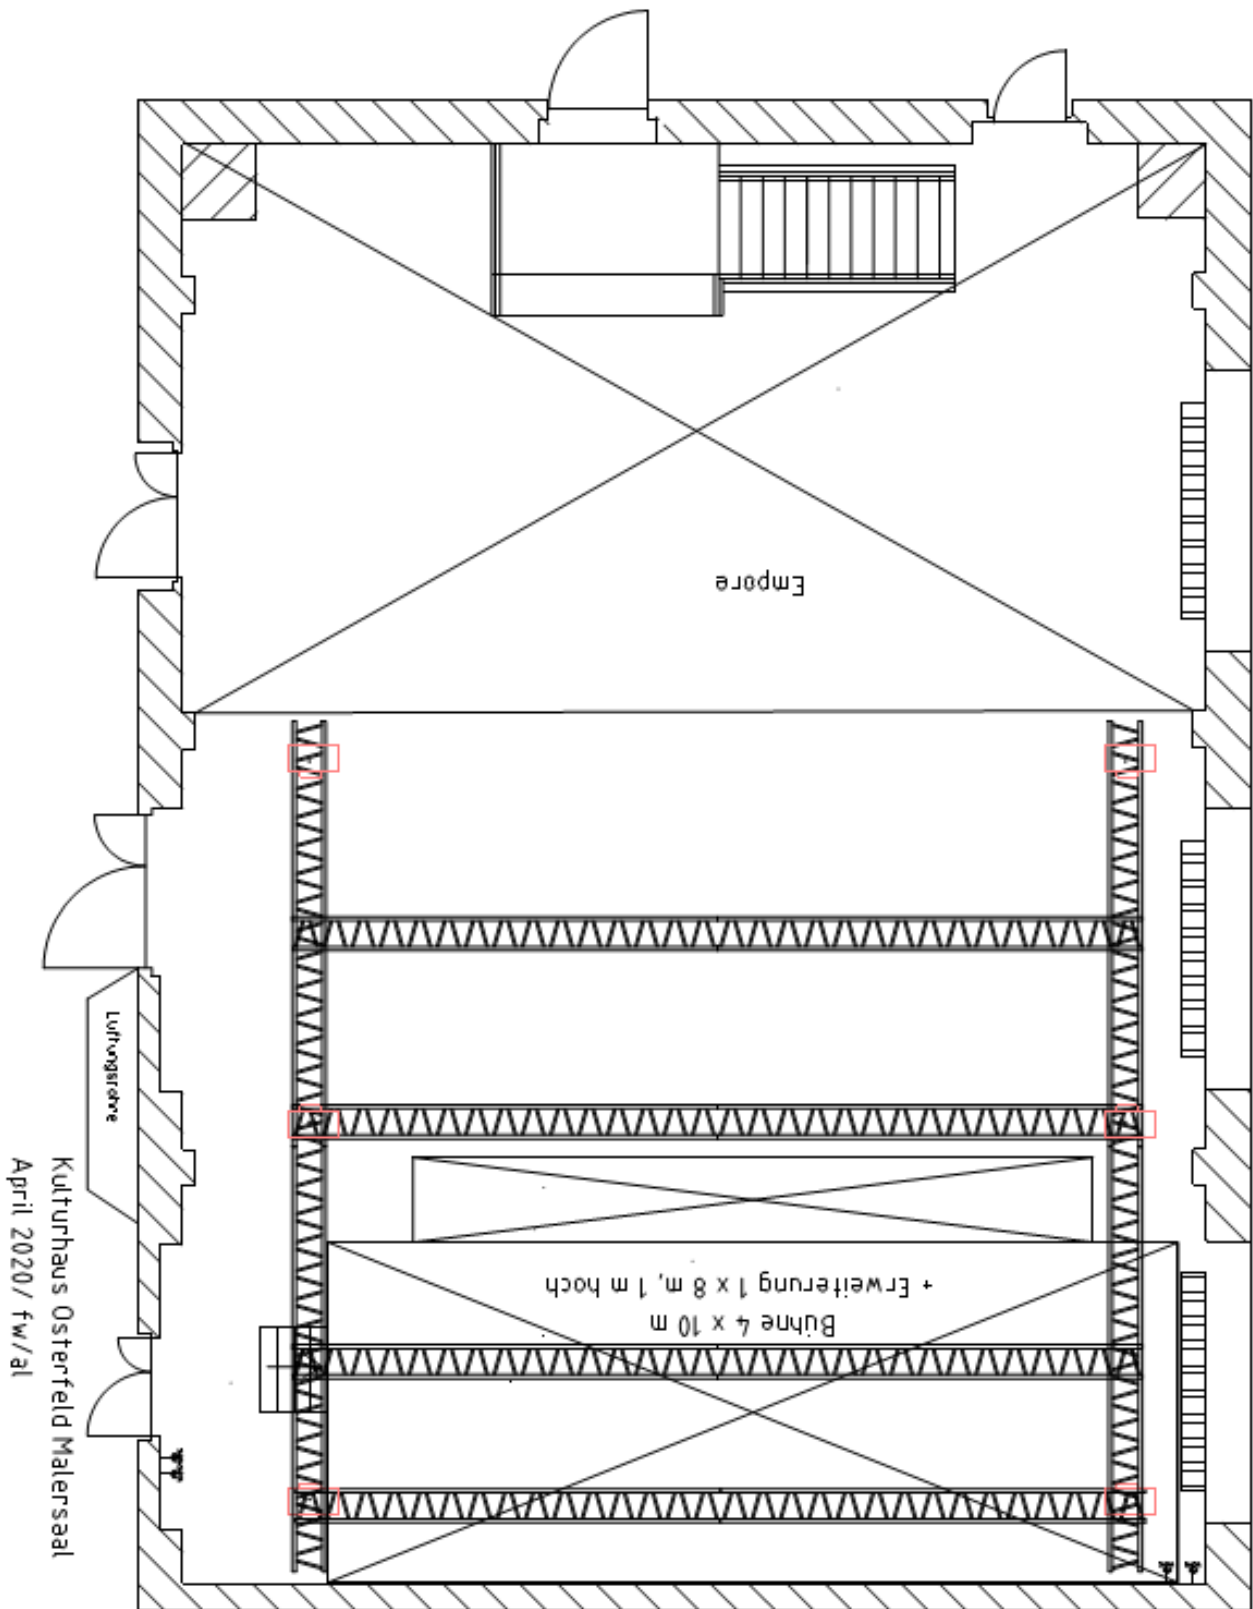 Empore
Lüftungsrohre
+ Erweiterung 1 x 8 m, 1 m hoch
Bühne 4 x 10 m
Kulturhaus Osterfeld Malersaal
April 2020/ fw/al